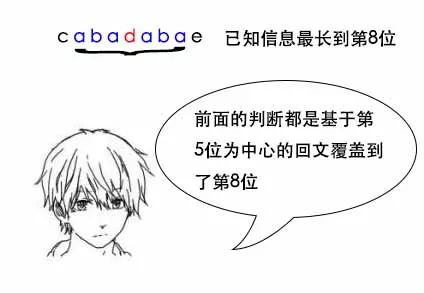 cabadabae 已知信息最长到第8位
前面的判断都是基于第
5位为中心的回文覆盖到
了第8位